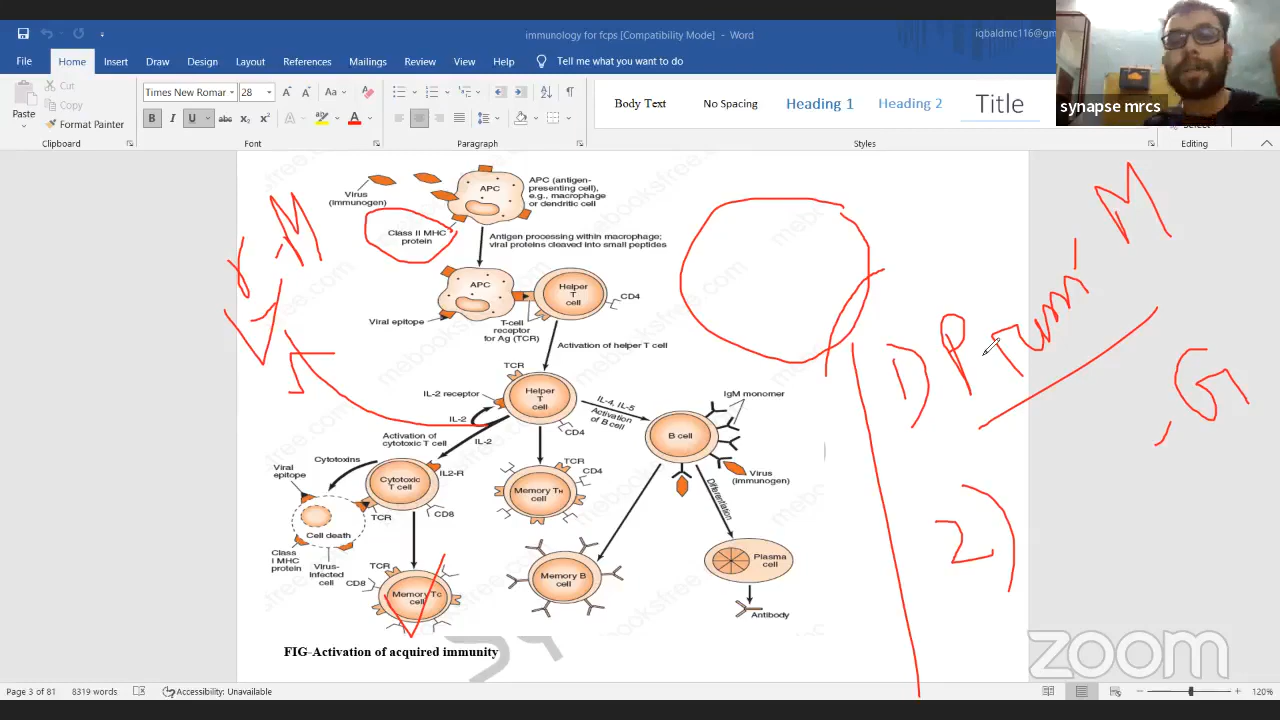 immunology for fcps [Compatibility Mode] - Word
iqbaldmc116@gm
File Home Insert Draw Design Layout References Mailings Review View Help Tell me what you want to do
Paste
Cut
Copy
Format Painter
Clipboard
Times New Romar 28
Font
Paragraph
Body Text
No Spacing
Heading 1
Heading 2
Title
Styles
Editing
synapse mrcs
Virus
(immunogen)
APC
APC (antigen-
presenting cell),
e.g., macrophage
or dendritic cell
Class II MHC
protein
Antigen processing within macrophage;
viral proteins cleaved into small peptides
APC
Helper
T
cell
CD4
Viral epitope
T-cell
receptor
for Ag (TCR)
Activation of helper T cell
TCR
IL-2 receptor
Helper
T
cell
IL-2
CD4
IL-4, IL-5
Activation
of B cell
IgM monomer
B cell
Activation of
cytotoxic T cell
IL-2
Cytotoxins
Viral
epitope
Cytotoxic
T cell
IL2-R
TCR
CD8
TCR
CD4
Memory TH
cell
Virus
(immunogen)
Differentiation
Cell death
Class
I MHC
protein
Virus-
infected
cell
TCR
CD8
Memory Tc
cell
Memory B
cell
Plasma
cell
Antibody
FIG-Activation of acquired immunity
M
M
G
2)
zoom
Page 3 of 81 8319 words Accessibility: Unavailable 120%